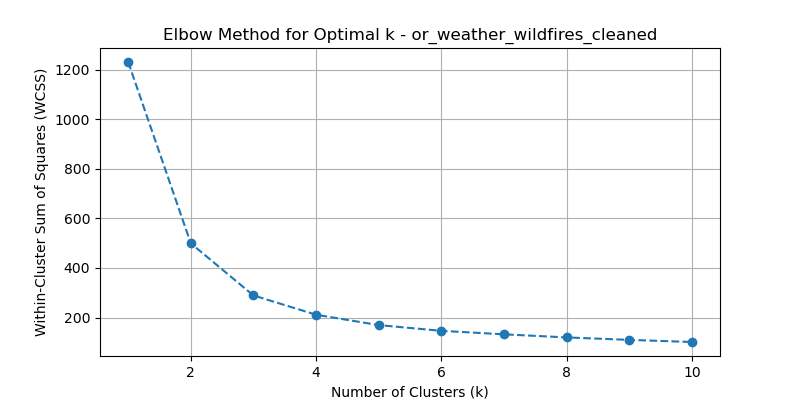 Elbow Method for Optimal k - or_weather_wildfires_cleaned
Within-Cluster Sum of Squares (WCSS)
1200
1000
800
600
400
200
2 4 6 8 10
Number of Clusters (k)